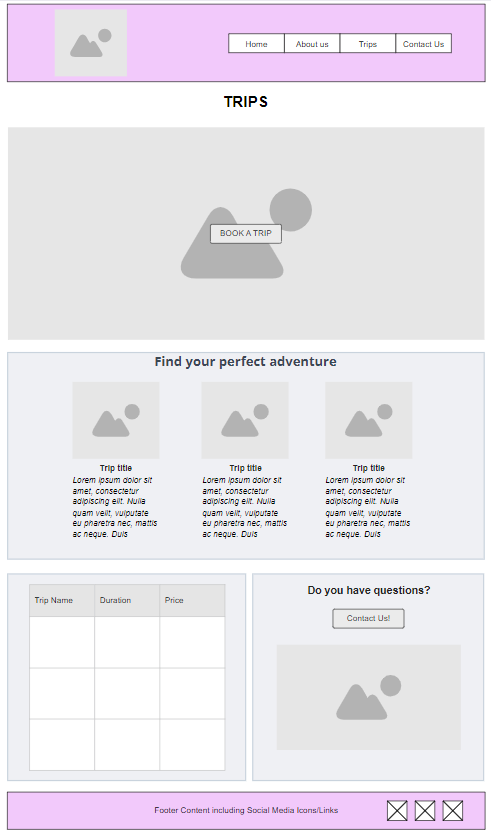 Home About us Trips Contact Us
TRIPS
BOOK A TRIP
Find your perfect adventure
Trip title
Lorem ipsum dolor sit
amet, consectetur
adipiscing elit. Nulla
quam velit, vulputate
eu pharetra nec, mattis
ac neque. Duis
Trip title
Lorem ipsum dolor sit
amet, consectetur
adipiscing elit. Nulla
quam velit, vulputate
eu pharetra nec, mattis
ac neque. Duis
Trip title
Lorem ipsum dolor sit
amet, consectetur
adipiscing elit. Nulla
quam velit, vulputate
eu pharetra nec, mattis
ac neque. Duis
Trip Name Duration Price
Do you have questions?
Contact Us!
Footer Content including Social Media Icons/Links